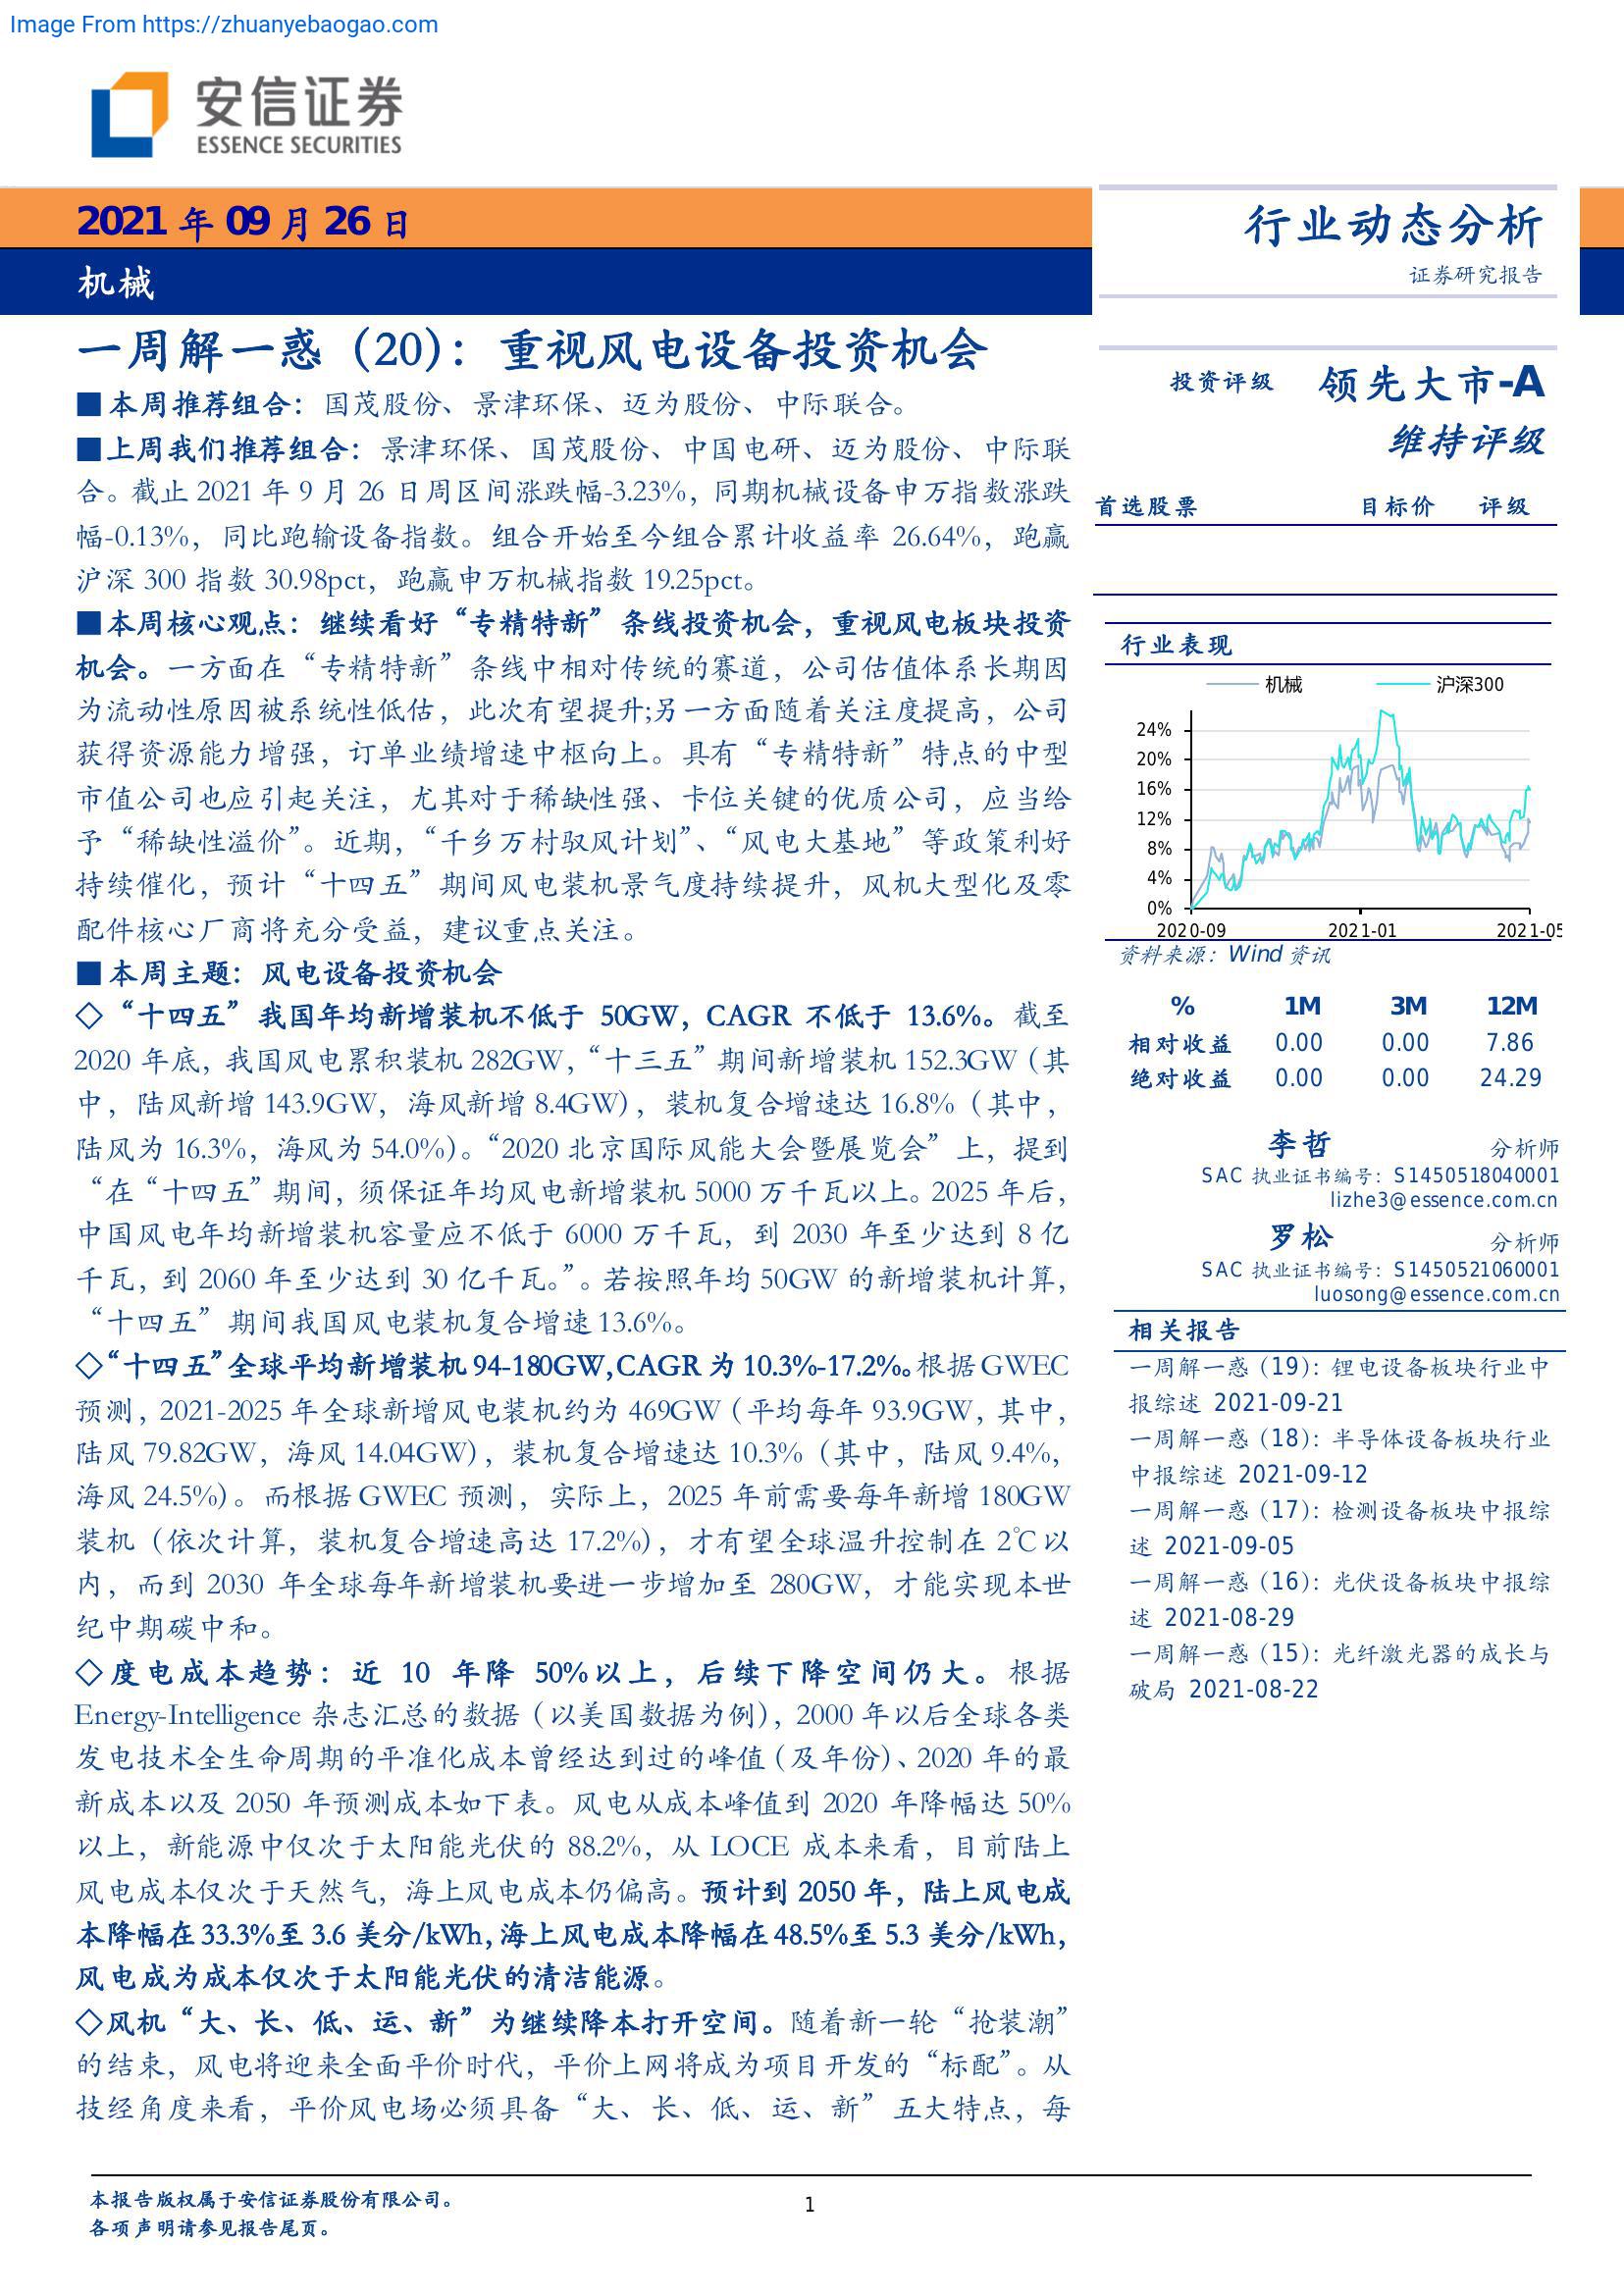 Image From https://zhuanyebaogao.com
安信证券
ESSENCE SECURITIES
2021 年 09 月 26 日
机械
行业动态分析
证券研究报告
一周解一惑（20）：重视风电设备投资机会
■本周推荐组合：国茂股份、景津环保、迈为股份、中际联合。
■上周我们推荐组合：景津环保、国茂股份、中国电研、迈为股份、中际联
合。截止 2021 年 9 月 26 日周区间涨跌幅-3.23%，同期机械设备申万指数涨跌
幅-0.13%，同比跑输设备指数。组合开始至今组合累计收益率 26.64%，跑赢
沪深 300 指数 30.98pct，跑赢申万机械指数 19.25pct。
■本周核心观点：继续看好“专精特新”条线投资机会，重视风电板块投资
机会。一方面在“专精特新”条线中相对传统的赛道，公司估值体系长期因
为流动性原因被系统性低估，此次有望提升;另一方面随着关注度提高，公司
获得资源能力增强，订单业绩增速中枢向上。具有“专精特新”特点的中型
市值公司也应引起关注，尤其对于稀缺性强、卡位关键的优质公司，应当给
予“稀缺性溢价”。近期，“千乡万村驭风计划”、“风电大基地”等政策利好
持续催化，预计“十四五”期间风电装机景气度持续提升，风机大型化及零
配件核心厂商将充分受益，建议重点关注。
■本周主题：风电设备投资机会
◇“十四五”我国年均新增装机不低于 50GW，CAGR 不低于 13.6%。截至
2020 年底，我国风电累积装机 282GW，“十三五”期间新增装机 152.3GW（其
中，陆风新增 143.9GW，海风新增 8.4GW），装机复合增速达 16.8%（其中，
陆风为 16.3%，海风为 54.0%）。“2020 北京国际风能大会暨展览会”上，提到
“在“十四五”期间，须保证年均风电新增装机 5000 万千瓦以上。2025 年后，
中国风电年均新增装机容量应不低于 6000 万千瓦，到 2030 年至少达到 8 亿
千瓦，到 2060 年至少达到 30 亿千瓦。”。若按照年均 50GW 的新增装机计算，
“十四五”期间我国风电装机复合增速 13.6%。
◇“十四五”全球平均新增装机 94-180GW,CAGR 为 10.3%-17.2%。根据 GWEC
预测，2021-2025 年全球新增风电装机约为 469GW（平均每年 93.9GW，其中，
陆风 79.82GW，海风 14.04GW），装机复合增速达 10.3%（其中，陆风 9.4%，
海风 24.5%）。而根据 GWEC 预测，实际上，2025 年前需要每年新增 180GW
装机（依次计算，装机复合增速高达 17.2%），才有望全球温升控制在 2℃以
内，而到 2030 年全球每年新增装机要进一步增加至 280GW，才能实现本世
纪中期碳中和。
◇度电成本趋势：近 10 年降 50%以上，后续下降空间仍大。根据
Energy-Intelligence 杂志汇总的数据（以美国数据为例），2000 年以后全球各类
发电技术全生命周期的平准化成本曾经达到过的峰值（及年份）、2020 年的最
新成本以及 2050 年预测成本如下表。风电从成本峰值到 2020 年降幅达 50%
以上，新能源中仅次于太阳能光伏的 88.2%，从 LOCE 成本来看，目前陆上
风电成本仅次于天然气，海上风电成本仍偏高。预计到 2050 年，陆上风电成
本降幅在 33.3%至 3.6 美分/kWh,海上风电成本降幅在 48.5%至 5.3 美分/kWh，
风电成为成本仅次于太阳能光伏的清洁能源。
◇风机“大、长、低、运、新”为继续降本打开空间。随着新一轮“抢装潮”
的结束，风电将迎来全面平价时代，平价上网将成为项目开发的“标配”。从
技经角度来看，平价风电场必须具备“大、长、低、运、新”五大特点，每
投资评级 领先大市-A
维持评级
首选股票 目标价 评级
行业表现
机械 沪深300
24%
20%
16%
12%
8%
4%
0%
2020-09 2021-01 2021-05
资料来源：Wind 资讯
% 1M 3M 12M
相对收益 0.00 0.00 7.86
绝对收益 0.00 0.00 24.29
李哲 分析师
SAC 执业证书编号：S1450518040001
lizhe3@essence.com.cn
罗松 分析师
SAC 执业证书编号：S1450521060001
luosong@essence.com.cn
相关报告
一周解一惑（19）：锂电设备板块行业中
报综述 2021-09-21
一周解一惑（18）：半导体设备板块行业
中报综述 2021-09-12
一周解一惑（17）：检测设备板块中报综
述 2021-09-05
一周解一惑（16）：光伏设备板块中报综
述 2021-08-29
一周解一惑（15）：光纤激光器的成长与
破局 2021-08-22
本报告版权属于安信证券股份有限公司。
各项声明请参见报告尾页。
1